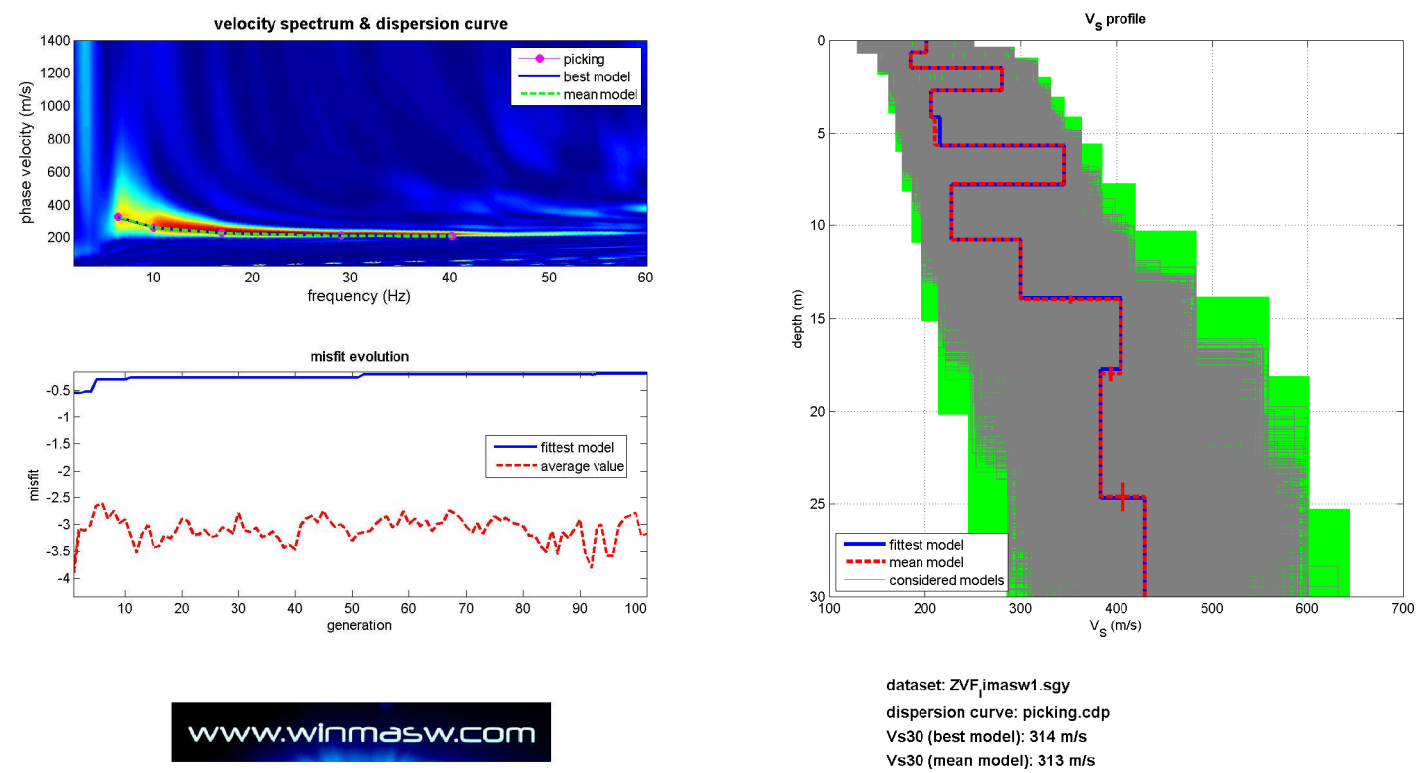 velocity spectrum & dispersion curve
1400
1200
1000
800
600
400
200
phase velocity (m/s)
picking
best model
mean model
10
20
30
40
50
60
frequency (Hz)
misfit evolution
-0.5
-1
-1.5
-2
-2.5
-3
-3.5
-4
misfit
fittest model
average value
10
20
30
40
50
60
70
80
90
100
generation
www.winmasw.com
VS profile
0
5
10
15
20
25
30
depth (m)
fittest model
mean model
considered models
100
200
300
400
500
600
700
VS (m/s)
dataset: ZVFlimasw1.sgy
dispersion curve: picking.cdp
Vs30 (best model): 314 m/s
Vs30 (mean model): 313 m/s